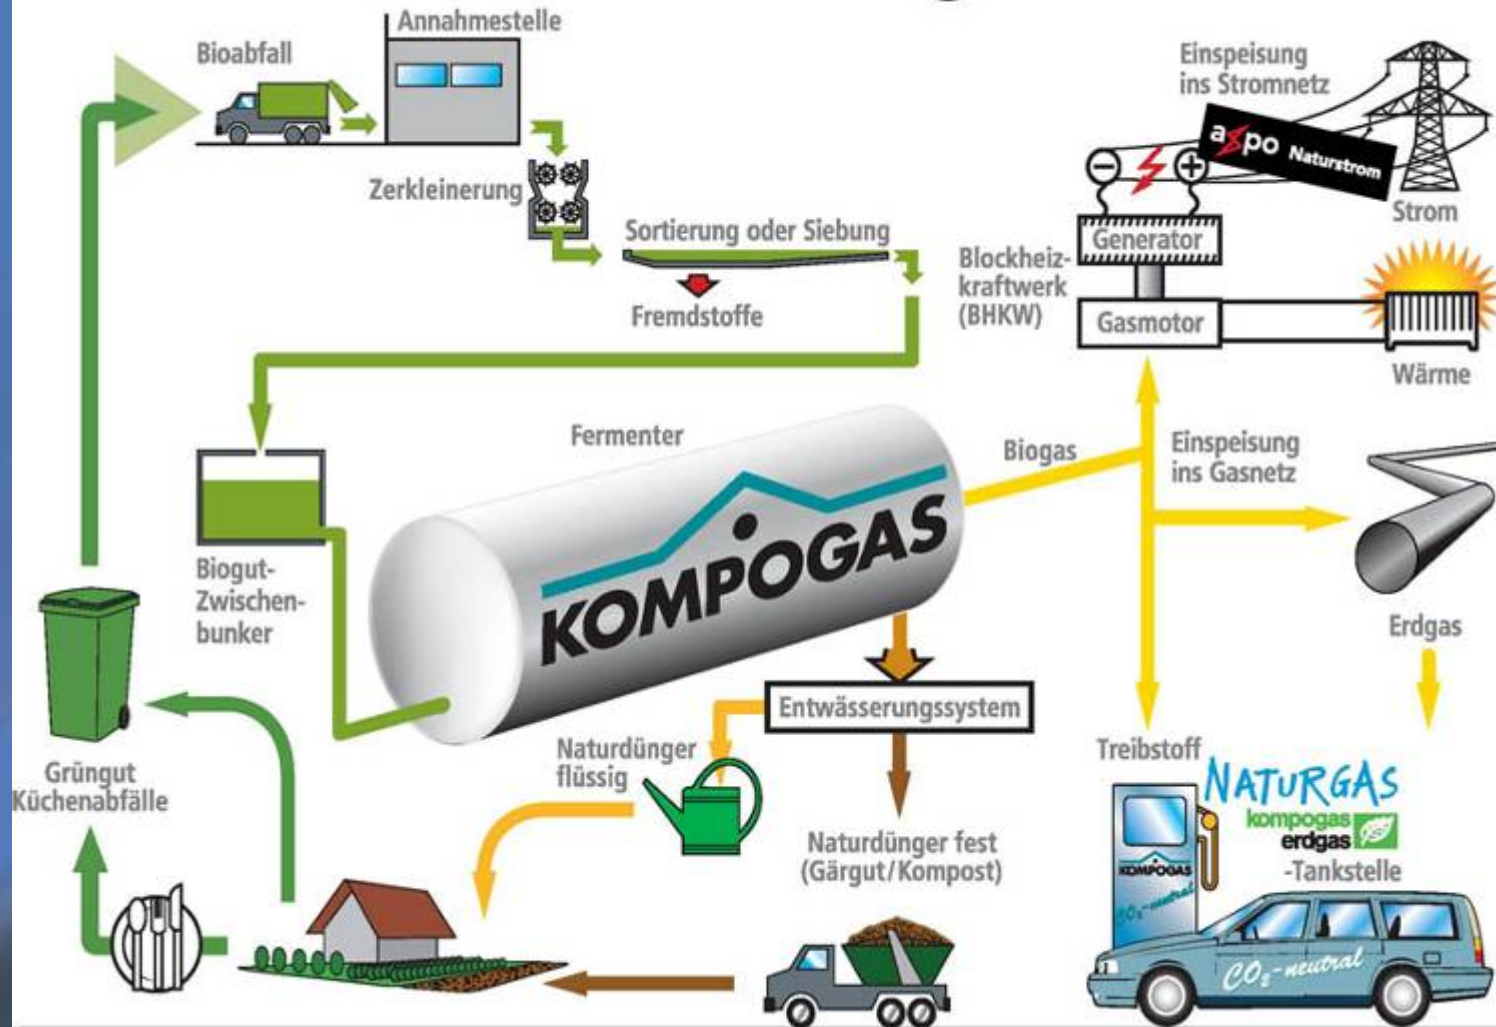 Annahmestelle
Bioabfall
Einspeisung
ins Stromnetz
axpo Naturstrom
Zerkleinerung
Strom
Sortierung oder Siebung
Generator
Blockheiz-
kraftwerk
(BHKW)
Fremdstoffe
Gasmotor
Wärme
Fermenter
Biogas
Einspeisung
ins Gasnetz
KOMPOGAS
Biogut-
Zwischen-
bunker
Erdgas
Entwässerungssystem
Naturdünger
flüssig
Treibstoff
Grüngut
Küchenabfälle
NATURGAS
kompogas
erdgas
-Tankstelle
Naturdünger fest
(Gärgut/Kompost)
KOMPOGAS
CO₂-neutral
CO₂-neutral